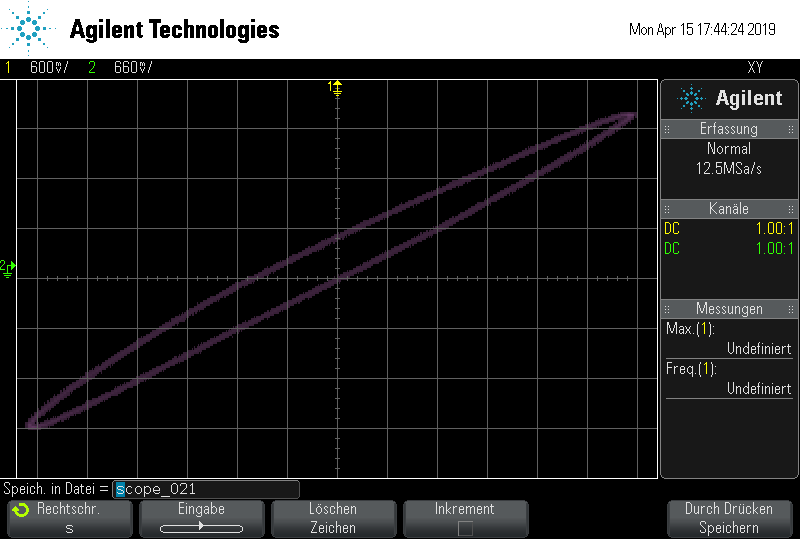 Agilent Technologies
Mon Apr 15 17:44:24 2019
1 600mV/ 2 660mV/ XY
1
2
Agilent
Erfassung
Normal
12.5MSa/s
Kanäle
DC 1.00:1
DC 1.00:1
Messungen
Max.(1):
Undefiniert
Freq.(1):
Undefiniert
Speich. in Datei = scope_021
Rechtschr.
s
Eingabe
Löschen
Zeichen
Inkrement
Durch Drücken
Speichern